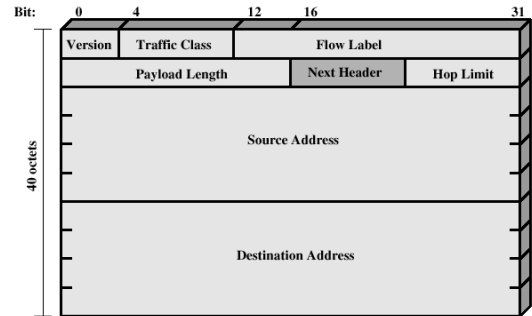 Bit: 0 4 12 16 31
Version Traffic Class Flow Label
Payload Length Next Header Hop Limit
Source Address
40 octets
Destination Address